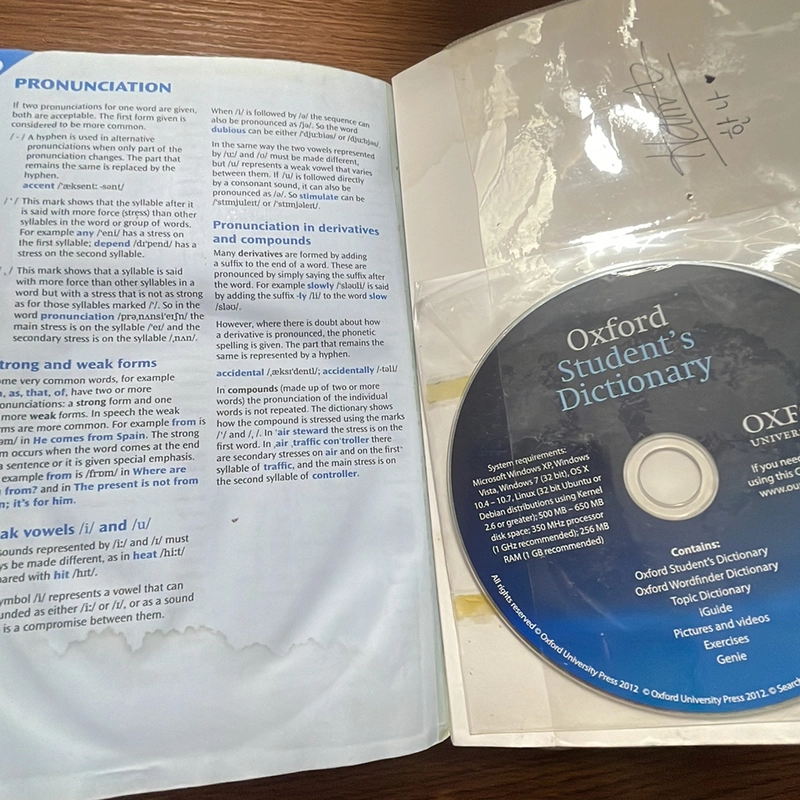 PRONUNCIATION
If two pronunciations for one word are given,
both are acceptable. The first form given is
considered to be more common.
/-/ A hyphen is used in alternative
pronunciations when only part of the
pronunciation changes. The part that
remains the same is replaced by the
hyphen.
accent /ˈæksent; -sənt/
/ˈ/ This mark shows that the syllable after it
is said with more force (stress) than other
syllables in the word or group of words.
For example any /ˈeni/ has a stress on
the first syllable; depend /dɪˈpend/ has a
stress on the second syllable.
/ˌ/ This mark shows that a syllable is said
with more force than other syllables in a
word but with a stress that is not as strong
as for those syllables marked /ˈ/. So in the
word pronunciation /prəˌnʌnsiˈeɪʃn/ the
main stress is on the syllable /ˈeɪ/ and the
secondary stress is on the syllable /ˌnʌn/.
trong and weak forms
ome very common words, for example
, as, that, of, have two or more
onunciations: a strong form and one
more weak forms. In speech the weak
rms are more common. For example from is
əm/ in He comes from Spain. The strong
m occurs when the word comes at the end
a sentence or it is given special emphasis.
example from is /frɒm/ in Where are
from? and in The present is not from
n; it's for him.
ak vowels /i/ and /u/
sounds represented by /iː/ and /ɪ/ must
ys be made different, as in heat /hiːt/
pared with hit /hɪt/.
ymbol /i/ represents a vowel that can
unded as either /iː/ or /ɪ/, or as a sound
is a compromise between them.
When /i/ is followed by /ə/ the sequence can
also be pronounced as /jə/. So the word
dubious can be either /ˈdjuːbiəs/ or /ˈdjuːbjəs/.
In the same way the two vowels represented
by /uː/ and /ʊ/ must be made different,
but /u/ represents a weak vowel that varies
between them. If /u/ is followed directly
by a consonant sound, it can also be
pronounced as /ə/. So stimulate can be
/ˈstɪmjuleɪt/ or /ˈstɪmjəleɪt/.
Pronunciation in derivatives
and compounds
Many derivatives are formed by adding
a suffix to the end of a word. These are
pronounced by simply saying the suffix after
the word. For example slowly /ˈsləʊli/ is said
by adding the suffix -ly /li/ to the word slow
/sləʊ/.
However, where there is doubt about how
a derivative is pronounced, the phonetic
spelling is given. The part that remains the
same is represented by a hyphen.
accidental /ˌæksɪˈdentl/; accidentally /-təli/
In compounds (made up of two or more
words) the pronunciation of the individual
words is not repeated. The dictionary shows
how the compound is stressed using the marks
/ˈ/ and /ˌ/. In ˈair steward the stress is on the
first word. In ˌair ˌtraffic conˈtroller there
are secondary stresses on air and on the first
syllable of traffic, and the main stress is on
the second syllable of controller.
Oxford
Student's
Dictionary
OXF
UNIVERSI
System requirements:
Microsoft Windows XP, Windows
Vista, Windows 7 (32 bit), OS X
10.4 – 10.7, Linux (32 bit Ubuntu or
Debian distributions using Kernel
2.6 or greater); 500 MB – 650 MB
disk space; 350 MHz processor
(1 GHz recommended); 256 MB
RAM (1 GB recommended)
If you need
using this C
www.ou
Contains:
Oxford Student's Dictionary
Oxford Wordfinder Dictionary
Topic Dictionary
iGuide
Pictures and videos
Exercises
Genie
All rights reserved © Oxford University Press 2012 © Oxford University Press 2012. © Search